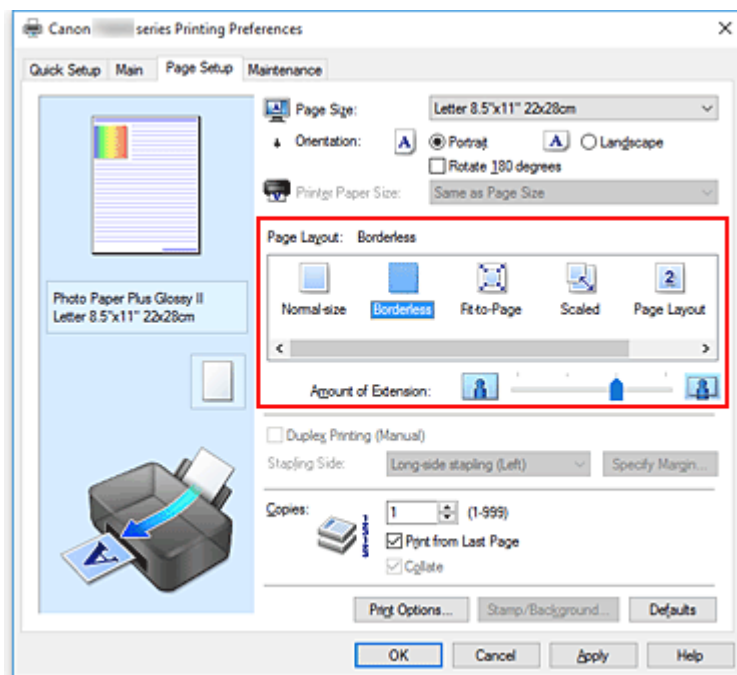 Canon series Printing Preferences
Quick Setup Main Page Setup Maintenance
Page Size: Letter 8.5"x11" 22x28cm
Orientation: A Portrait A Landscape
Rotate 180 degrees
Printer Paper Size: Same as Page Size
Page Layout: Borderless
Normal-size Borderless Fit-to-Page Scaled Page Layout
Photo Paper Plus Glossy II
Letter 8.5"x11" 22x28cm
Amount of Extension:
Duplex Printing (Manual)
Stapling Side: Long-side stapling (Left) Specify Margin...
Copies: 1 (1-999)
Print from Last Page
Collate
Print Options... Stamp/Background... Defaults
OK Cancel Apply Help